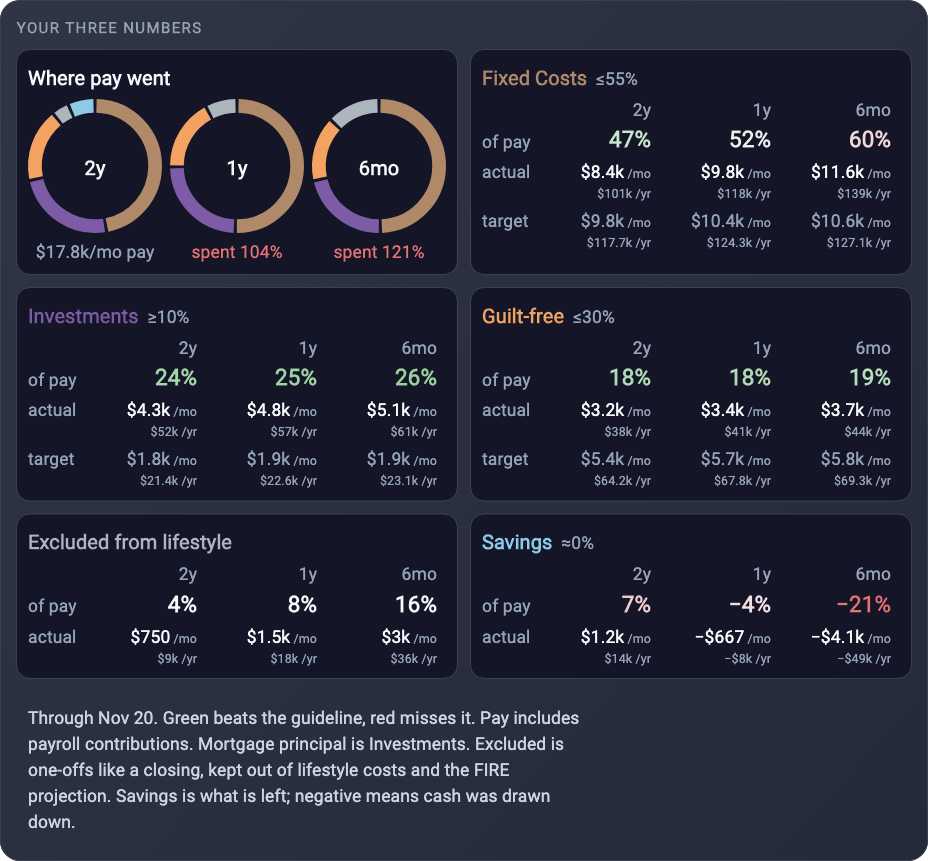 YOUR THREE NUMBERS
Where pay went
2y
1y
6mo
$17.8k/mo pay
spent 104%
spent 121%
Fixed Costs ≤55%
2y 1y 6mo
of pay 47% 52% 60%
actual $8.4k /mo $9.8k /mo $11.6k /mo
$101k /yr $118k /yr $139k /yr
target $9.8k /mo $10.4k /mo $10.6k /mo
$117.7k /yr $124.3k /yr $127.1k /yr
Investments ≥10%
2y 1y 6mo
of pay 24% 25% 26%
actual $4.3k /mo $4.8k /mo $5.1k /mo
$52k /yr $57k /yr $61k /yr
target $1.8k /mo $1.9k /mo $1.9k /mo
$21.4k /yr $22.6k /yr $23.1k /yr
Guilt-free ≤30%
2y 1y 6mo
of pay 18% 18% 19%
actual $3.2k /mo $3.4k /mo $3.7k /mo
$38k /yr $41k /yr $44k /yr
target $5.4k /mo $5.7k /mo $5.8k /mo
$64.2k /yr $67.8k /yr $69.3k /yr
Excluded from lifestyle
2y 1y 6mo
of pay 4% 8% 16%
actual $750 /mo $1.5k /mo $3k /mo
$9k /yr $18k /yr $36k /yr
Savings ≈0%
2y 1y 6mo
of pay 7% −4% −21%
actual $1.2k /mo −$667 /mo −$4.1k /mo
$14k /yr −$8k /yr −$49k /yr
Through Nov 20. Green beats the guideline, red misses it. Pay includes
payroll contributions. Mortgage principal is Investments. Excluded is
one-offs like a closing, kept out of lifestyle costs and the FIRE
projection. Savings is what is left; negative means cash was drawn
down.